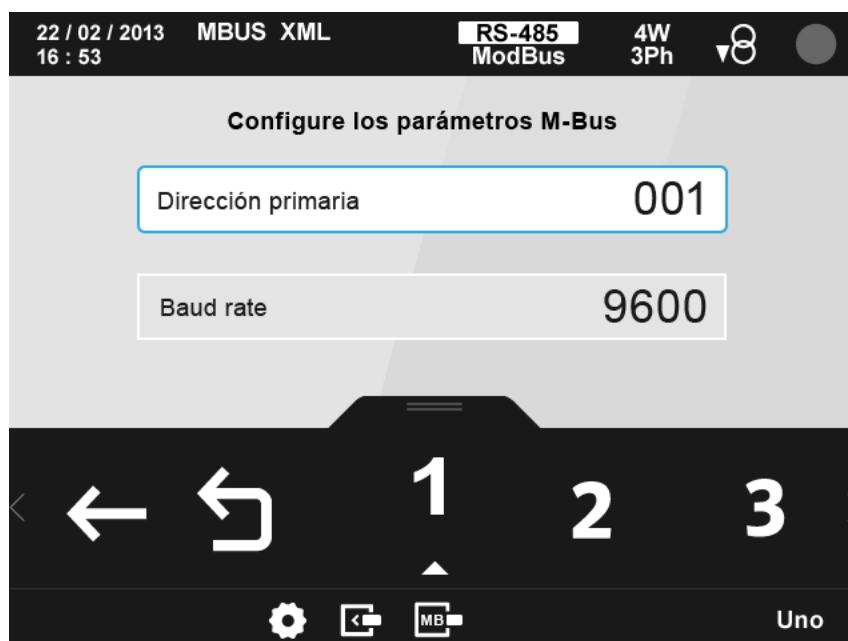 22 / 02 / 2013 MBUS XML RS-485 4W
16 : 53 ModBus 3Ph
Configure los parámetros M-Bus
Dirección primaria 001
Baud rate 9600
1 2 3
MB
Uno